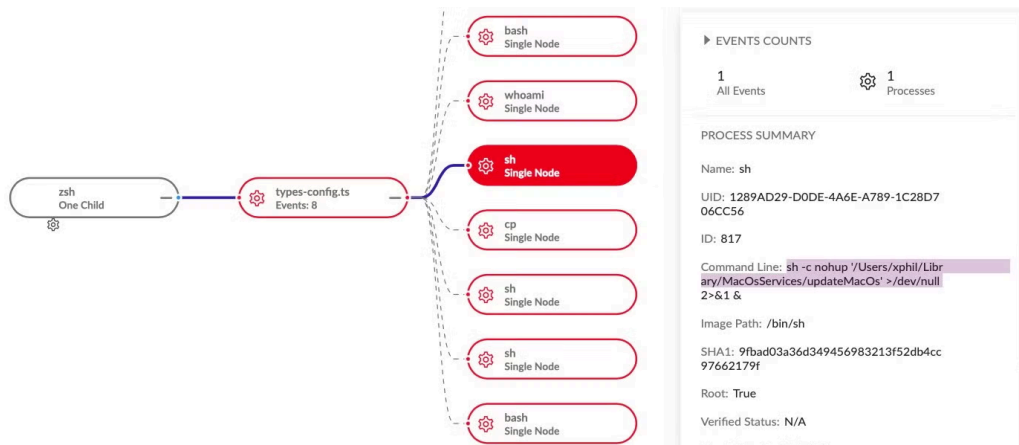 bash
Single Node
whoami
Single Node
sh
Single Node
zsh
One Child
types-config.ts
Events: 8
cp
Single Node
sh
Single Node
sh
Single Node
bash
Single Node
EVENTS COUNTS
1
All Events
1
Processes
PROCESS SUMMARY
Name: sh
UID: 1289AD29-D0DE-4A6E-A789-1C28D7
06CC56
ID: 817
Command Line: sh -c nohup '/Users/xphil/Libr
ary/MacOsServices/updateMacOs' >/dev/null
2>&1 &
Image Path: /bin/sh
SHA1: 9fbad03a36d349456983213f52db4cc
97662179f
Root: True
Verified Status: N/A